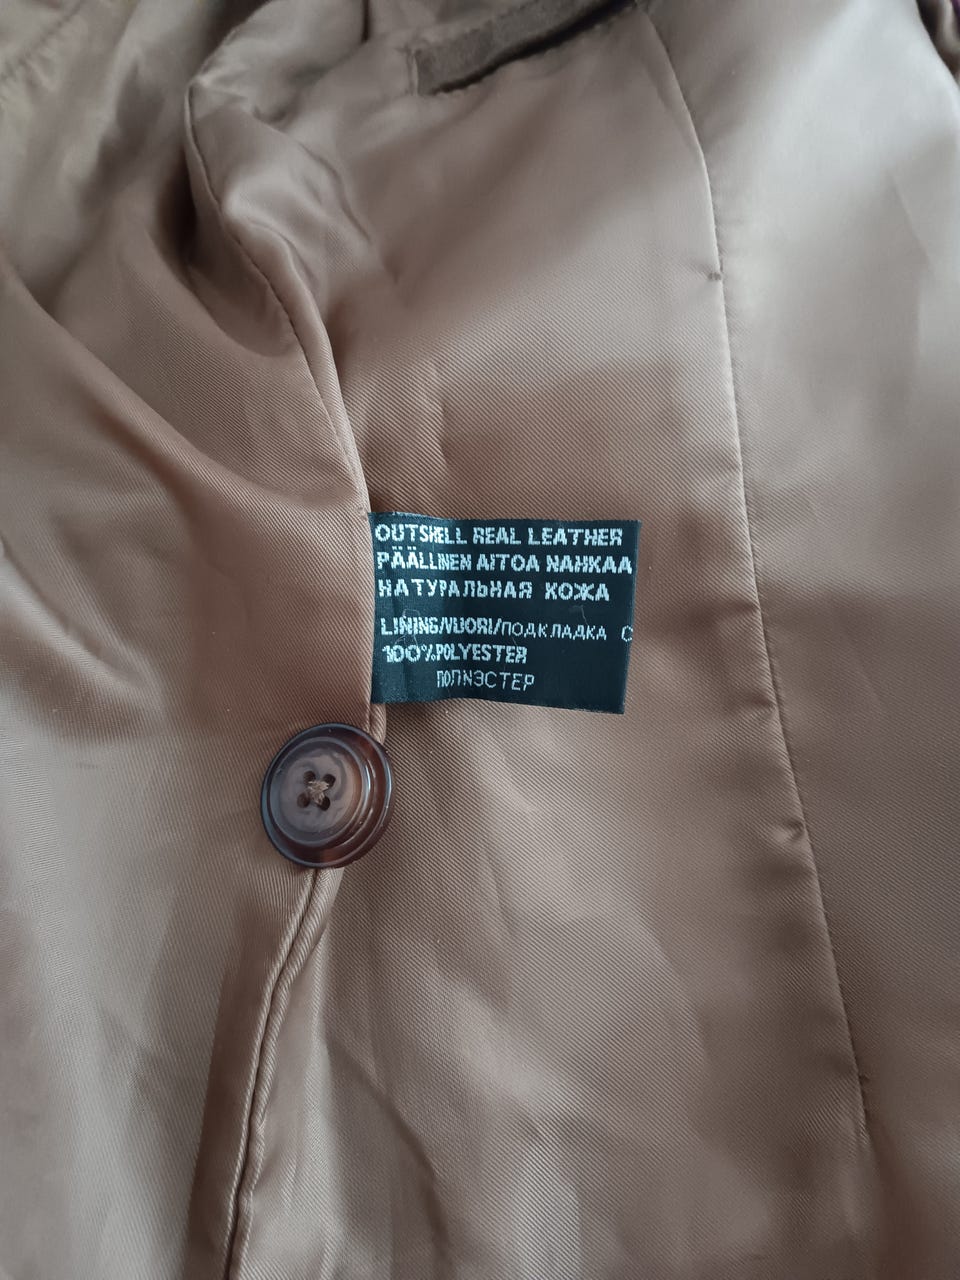 OUTSHELL REAL LEATHER
PÄÄLLINEN AITOA NAHKAA
НАТУРАЛЬНАЯ КОЖА
LINING/VUORI/ПОДКЛАДКА С
100%POLYESTER
ПОЛИЭСТЕР